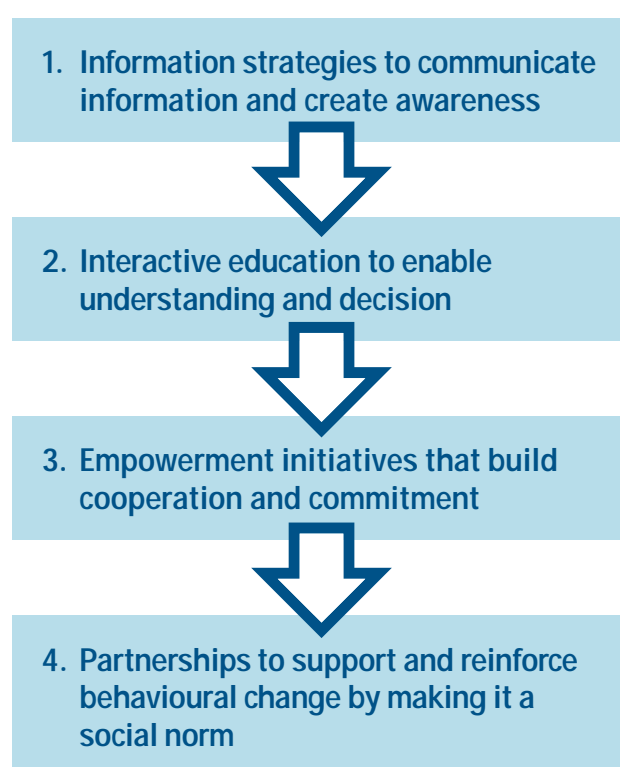 1. Information strategies to communicate
information and create awareness
2. Interactive education to enable
understanding and decision
3. Empowerment initiatives that build
cooperation and commitment
4. Partnerships to support and reinforce
behavioural change by making it a
social norm